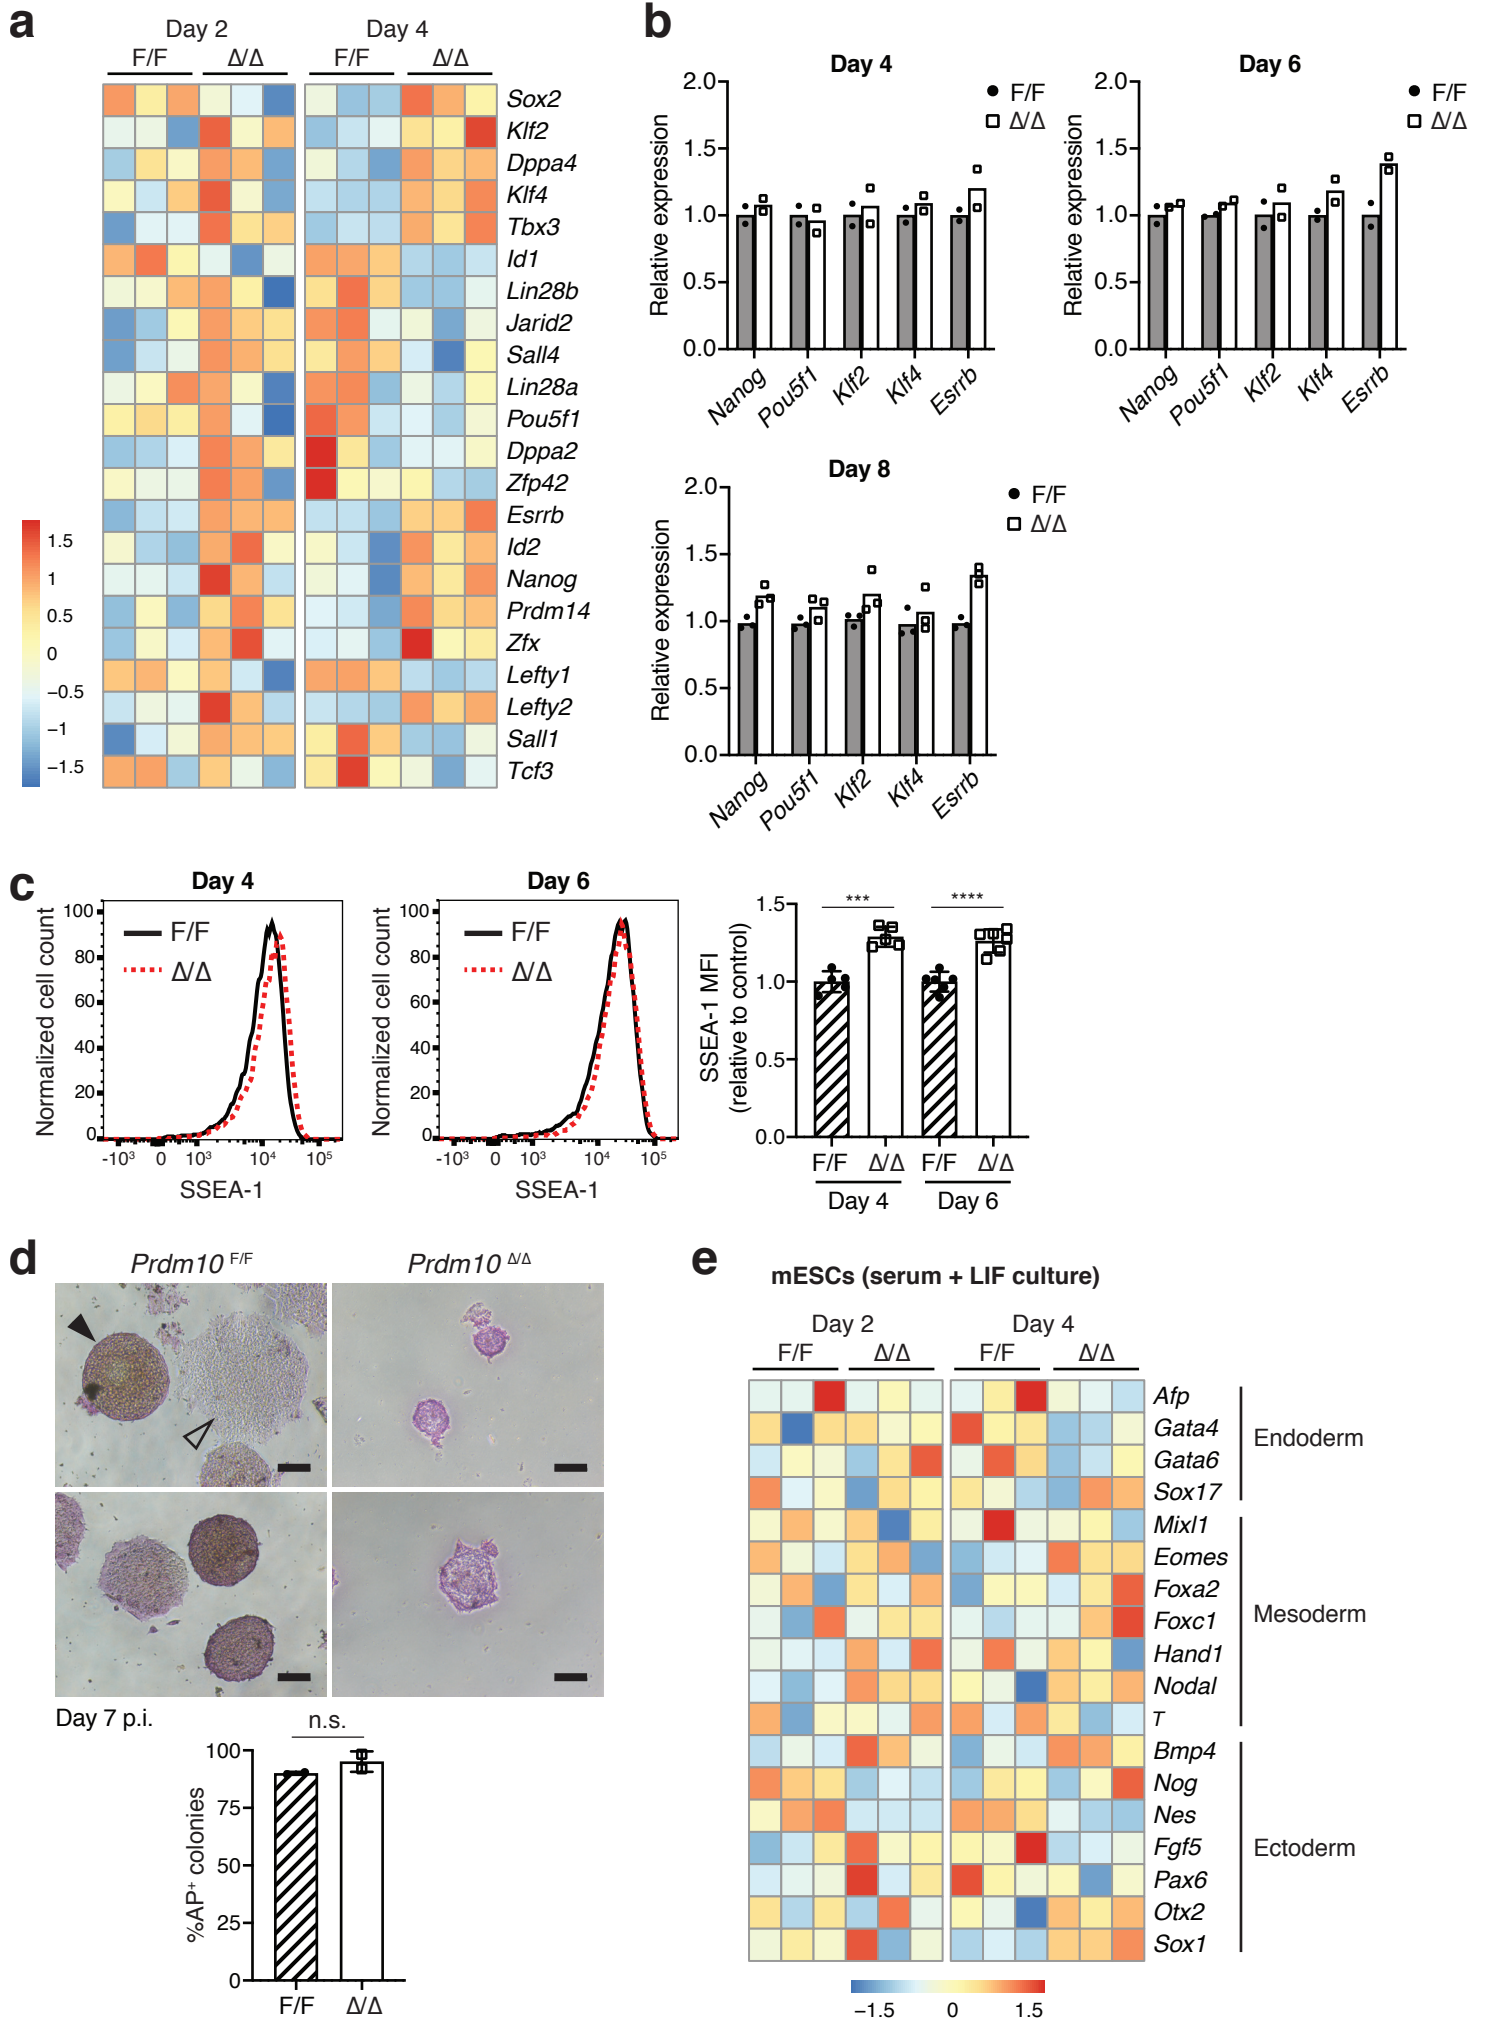 a
Day 2 Day 4
F/F Δ/Δ F/F Δ/Δ
Sox2
Klf2
Dppa4
Klf4
Tbx3
Id1
Lin28b
Jarid2
Sall4
Lin28a
Pou5f1
Dppa2
Zfp42
Esrrb
Id2
Nanog
Prdm14
Zfx
Lefty1
Lefty2
Sall1
Tcf3
1.5
1
0.5
0
−0.5
−1
−1.5
b
Day 4
F/F
Δ/Δ
Relative expression
2.0
1.5
1.0
0.5
0.0
Nanog Pou5f1 Klf2 Klf4 Esrrb
Day 6
F/F
Δ/Δ
Relative expression
2.0
1.5
1.0
0.5
0.0
Nanog Pou5f1 Klf2 Klf4 Esrrb
Day 8
F/F
Δ/Δ
Relative expression
2.0
1.5
1.0
0.5
0.0
Nanog Pou5f1 Klf2 Klf4 Esrrb
c
Day 4
F/F
Δ/Δ
Normalized cell count
100
80
60
40
20
0
-10³ 0 10³ 10⁴ 10⁵
SSEA-1
Day 6
F/F
Δ/Δ
Normalized cell count
100
80
60
40
20
0
-10³ 0 10³ 10⁴ 10⁵
SSEA-1
SSEA-1 MFI
(relative to control)
1.5
1.0
0.5
0.0
*** ****
F/F Δ/Δ F/F Δ/Δ
Day 4 Day 6
d
Prdm10 F/F Prdm10 Δ/Δ
Day 7 p.i.
n.s.
%AP⁺ colonies
100
75
50
25
0
F/F Δ/Δ
e
mESCs (serum + LIF culture)
Day 2 Day 4
F/F Δ/Δ F/F Δ/Δ
Afp
Gata4
Gata6
Sox17
Endoderm
Mixl1
Eomes
Foxa2
Foxc1
Hand1
Nodal
T
Mesoderm
Bmp4
Nog
Nes
Fgf5
Pax6
Otx2
Sox1
Ectoderm
−1.5 0 1.5